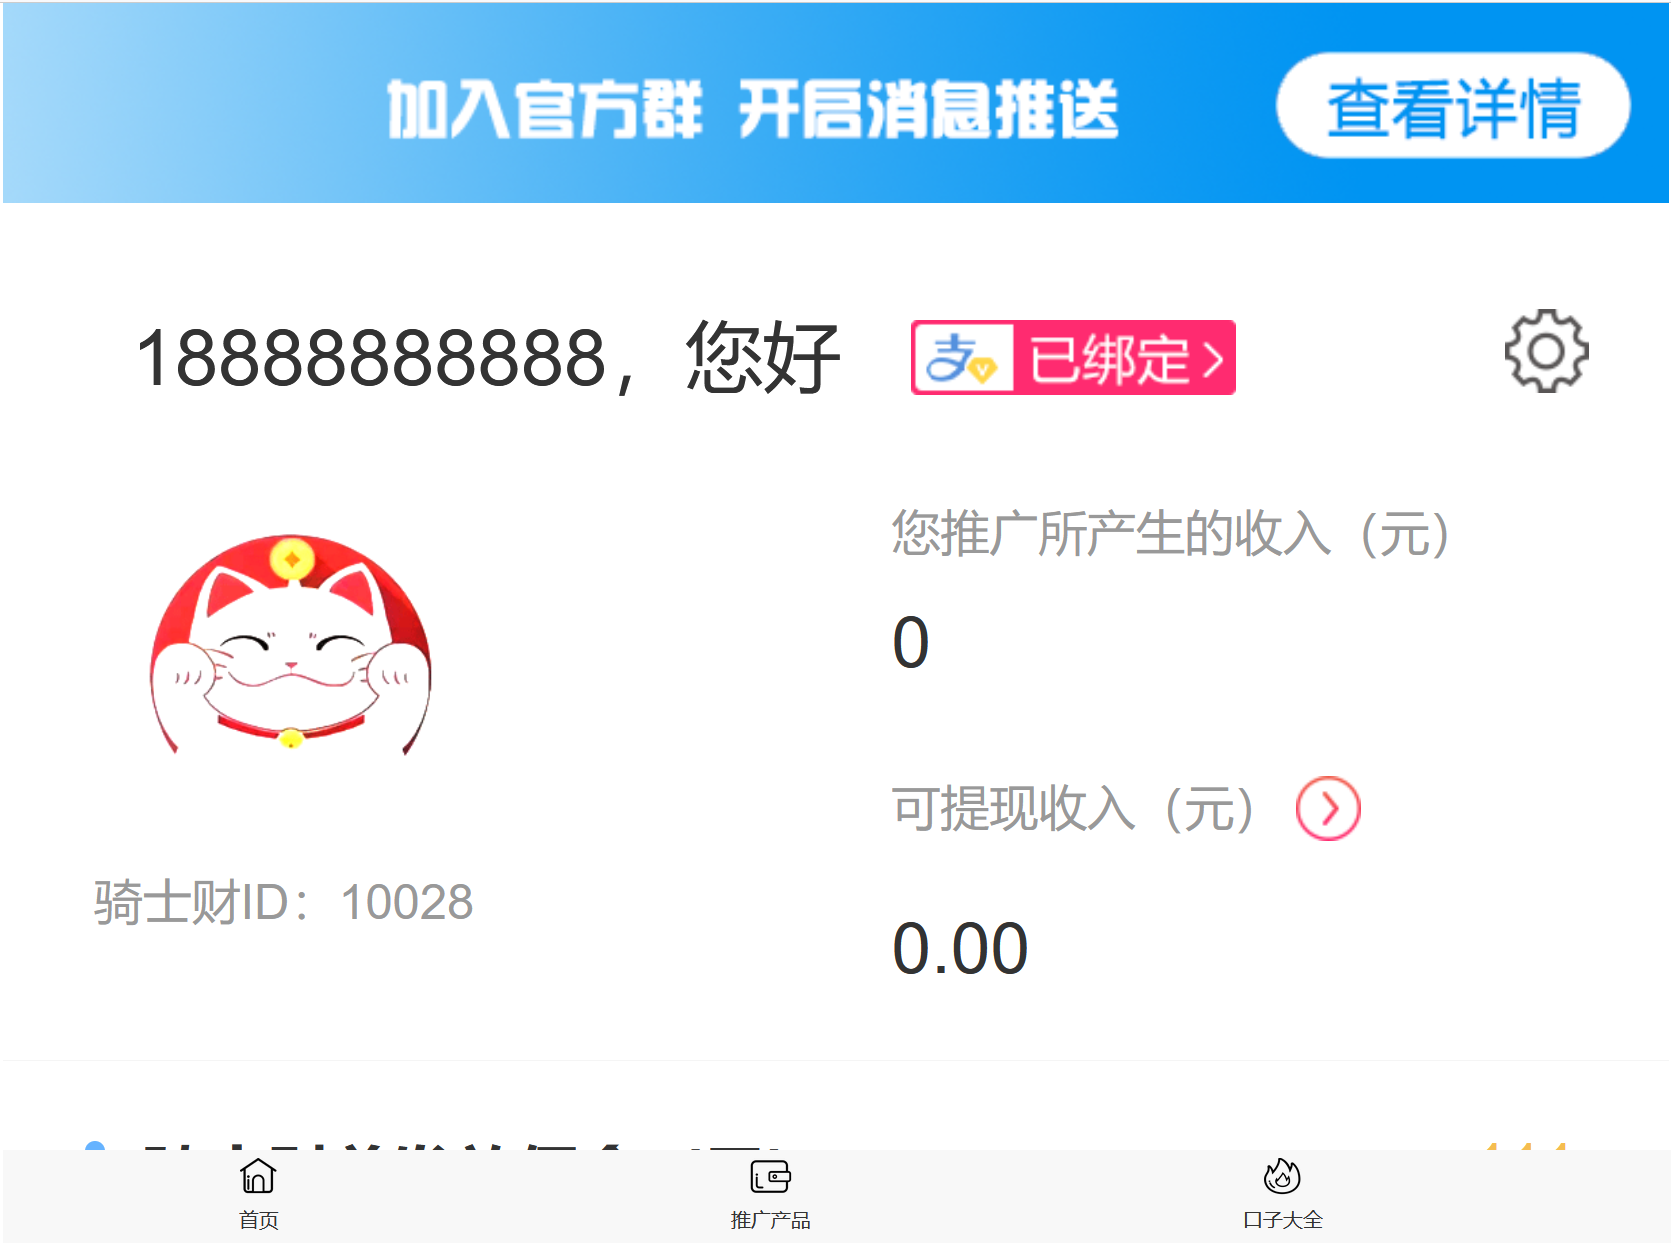 加入官方群 开启消息推送
查看详情
18888888888，您好
已绑定
您推广所产生的收入（元）
0
可提现收入（元）
骑士财ID：10028
0.00
首页
推广产品
口子大全